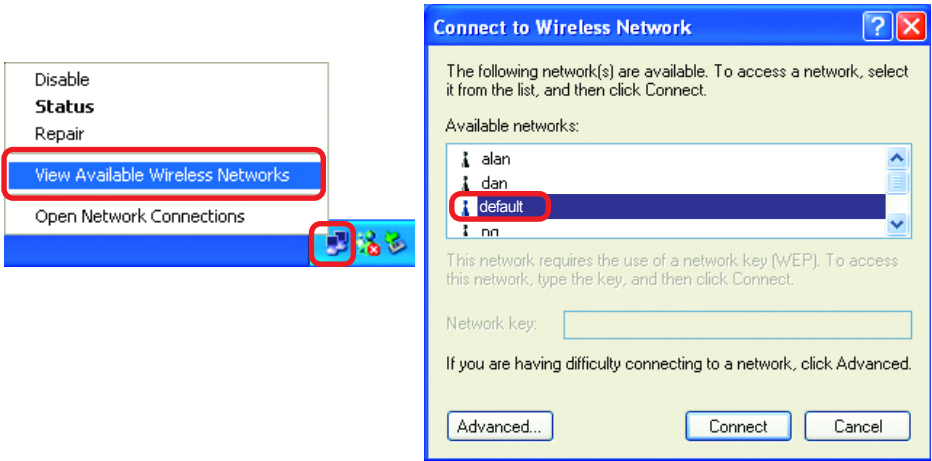 Disable
Status
Repair
View Available Wireless Networks
Open Network Connections
Connect to Wireless Network
The following network(s) are available. To access a network, select
it from the list, and then click Connect.
Available networks:
alan
dan
default
This network requires the use of a network key (WEP). To access
this network, type the key, and then click Connect.
Network key:
If you are having difficulty connecting to a network, click Advanced.
Advanced...
Connect
Cancel